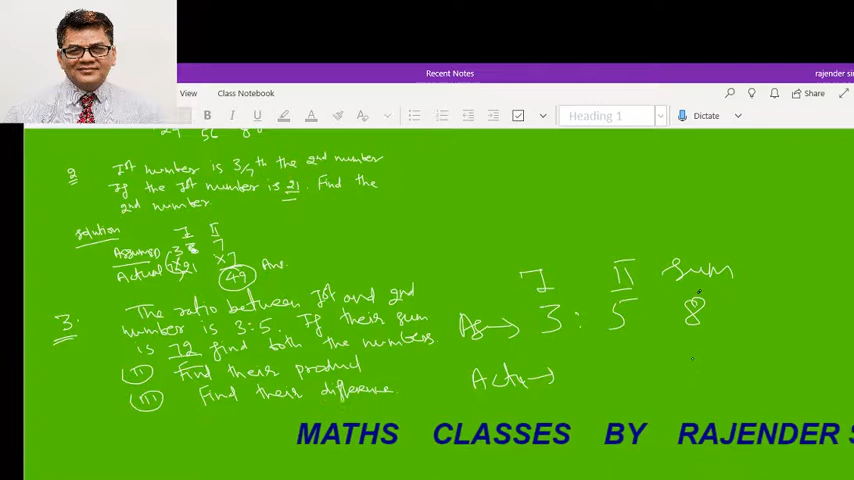 Recent Notes
rajender si
View Class Notebook
Share
B I U A
Heading 1
Dictate
56
2 Ist number is 3/7th the 2nd number
If the Ist number is 21. Find the
2nd number.
Solution
I II
Assump 3 7
Actual 21 ×7
49 Ans.
3. The ratio between Ist and 2nd
number is 3:5. If their sum
is 72 find both the numbers.
(II) Find their product
(III) Find their difference.
I II Sum
As→ 3 : 5 8
Actu→
MATHS CLASSES BY RAJENDER S